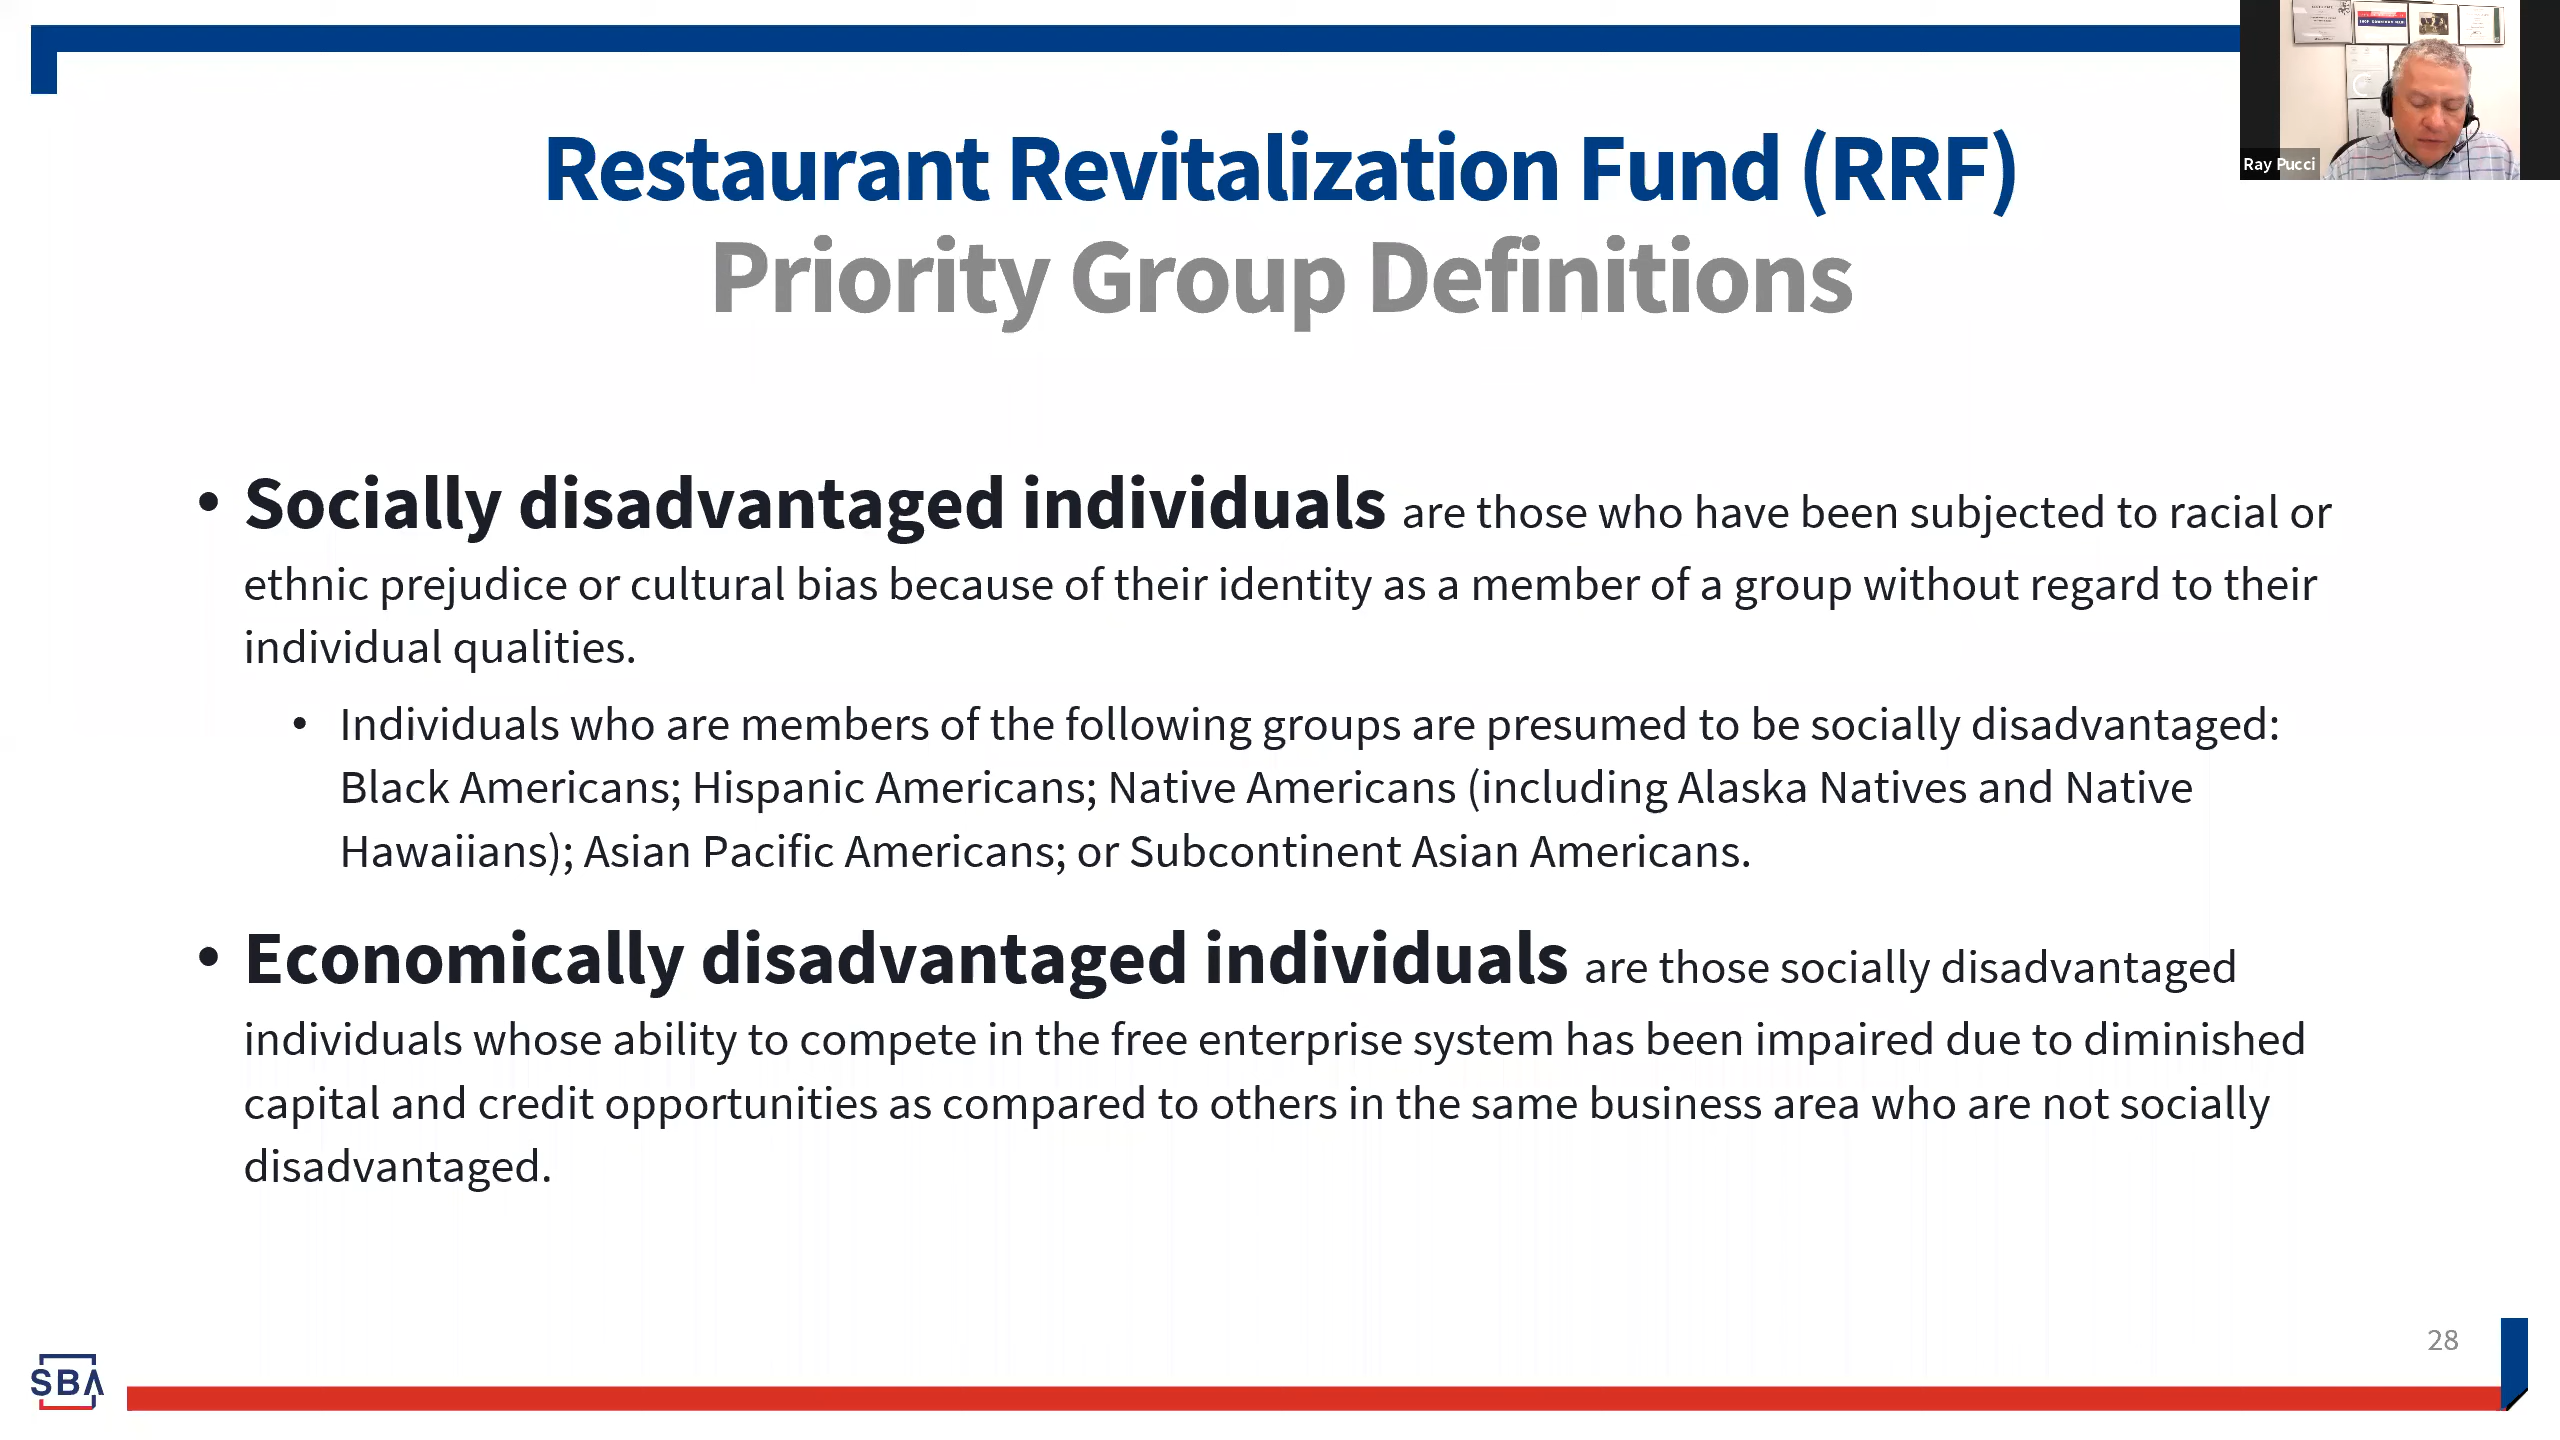 Restaurant Revitalization Fund (RRF)
Priority Group Definitions
Ray Pucci
• Socially disadvantaged individuals are those who have been subjected to racial or
ethnic prejudice or cultural bias because of their identity as a member of a group without regard to their
individual qualities.
• Individuals who are members of the following groups are presumed to be socially disadvantaged:
Black Americans; Hispanic Americans; Native Americans (including Alaska Natives and Native
Hawaiians); Asian Pacific Americans; or Subcontinent Asian Americans.
• Economically disadvantaged individuals are those socially disadvantaged
individuals whose ability to compete in the free enterprise system has been impaired due to diminished
capital and credit opportunities as compared to others in the same business area who are not socially
disadvantaged.
28
SBA